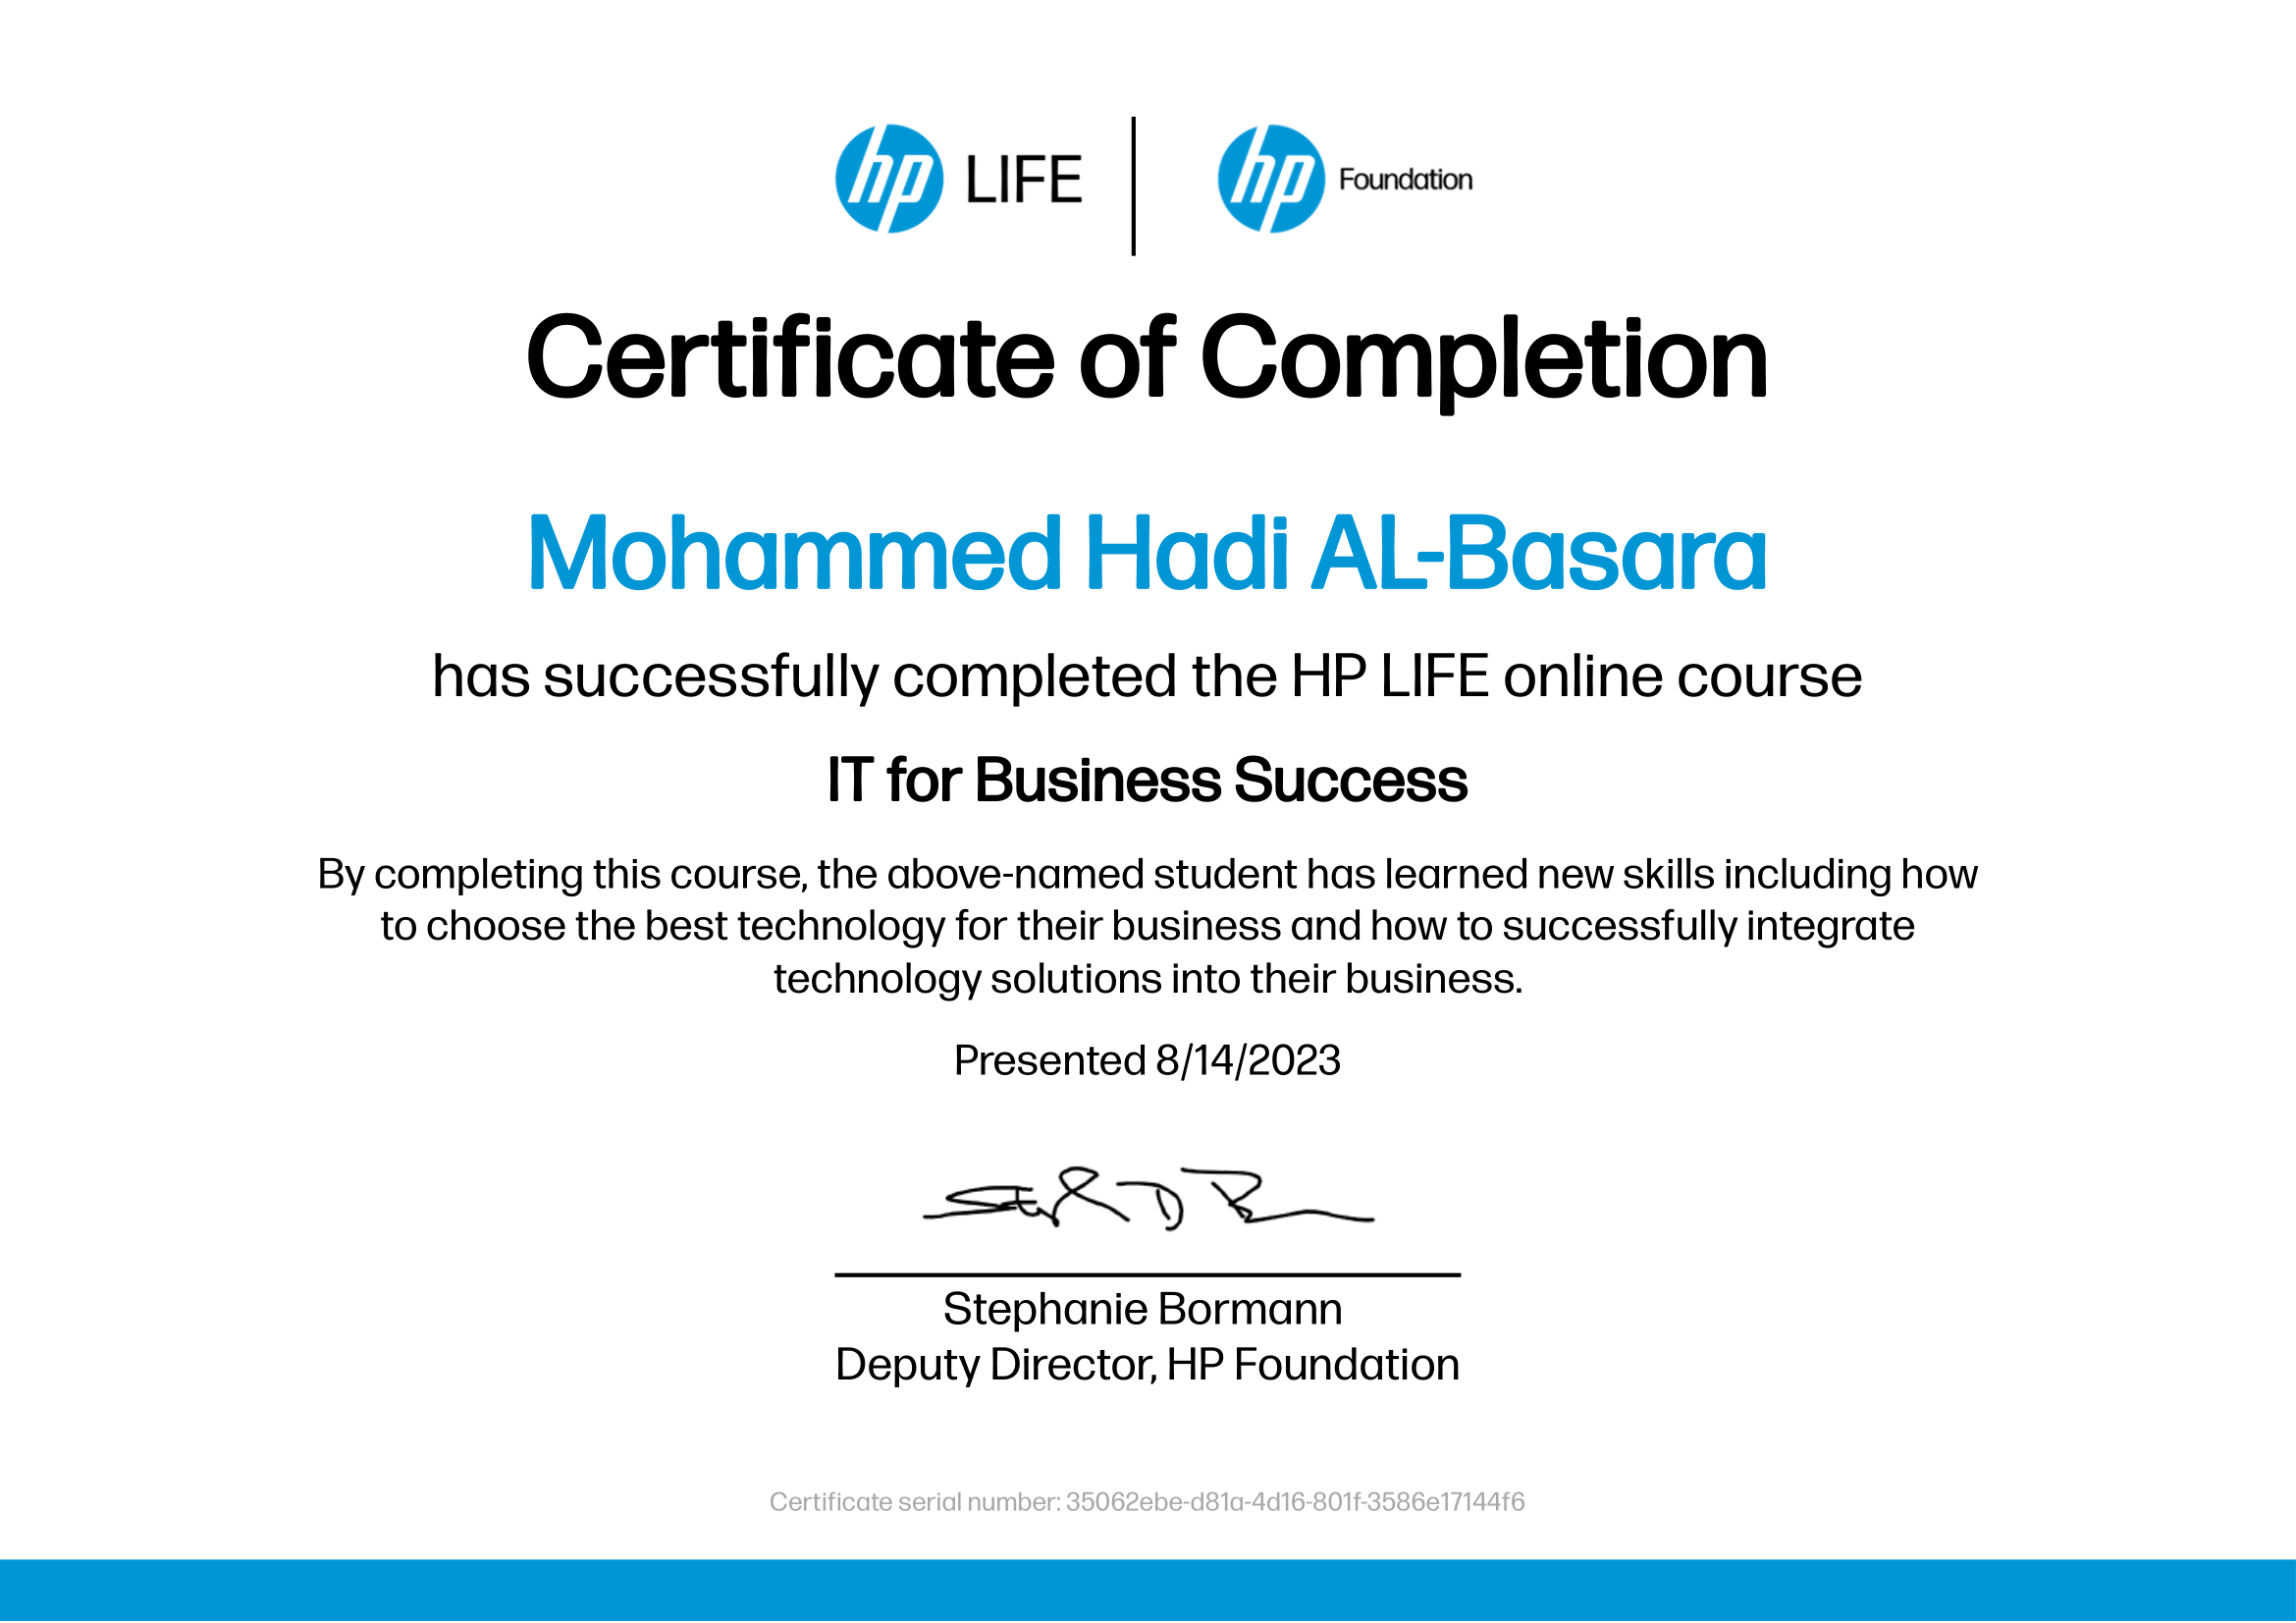 hp LIFE | hp Foundation
Certificate of Completion
Mohammed Hadi AL-Basara
has successfully completed the HP LIFE online course
IT for Business Success
By completing this course, the above-named student has learned new skills including how
to choose the best technology for their business and how to successfully integrate
technology solutions into their business.
Presented 8/14/2023
Stephanie Bormann
Deputy Director, HP Foundation
Certificate serial number: 35062ebe-d81a-4d16-801f-3586e17144f6